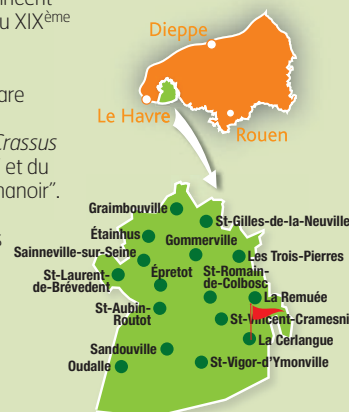 incent
u XIXème
are
Crassus
et du
manoir”.
s
Dieppe
Le Havre
Rouen
Graimbouville
St-Gilles-de-la-Neuville
Étainhus
Gommerville
Sainneville-sur-Seine
Les Trois-Pierres
St-Laurent-
de-Brévedent
Épretot
St-Romain-
de-Colbosc
La Remuée
St-Aubin-
Routot
St-Vincent-Cramesni
La Cerlangue
Sandouville
Oudalle
St-Vigor-d'Ymonville